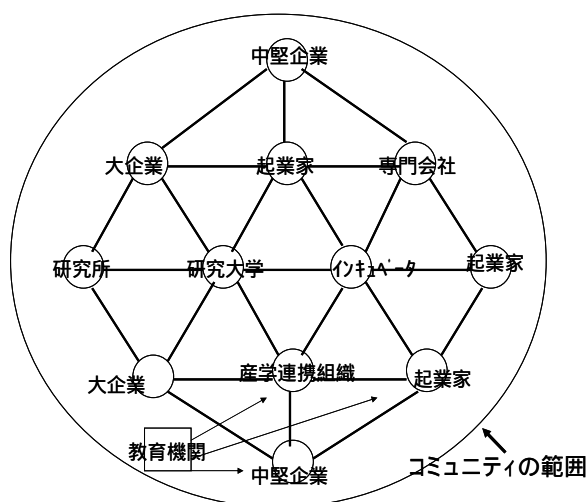 中堅企業
大企業
起業家
専門会社
研究所
研究大学
ｲﾝｷｭﾍﾞｰﾀ
起業家
大企業
産学連携組織
起業家
教育機関
中堅企業
コミュニティの範囲